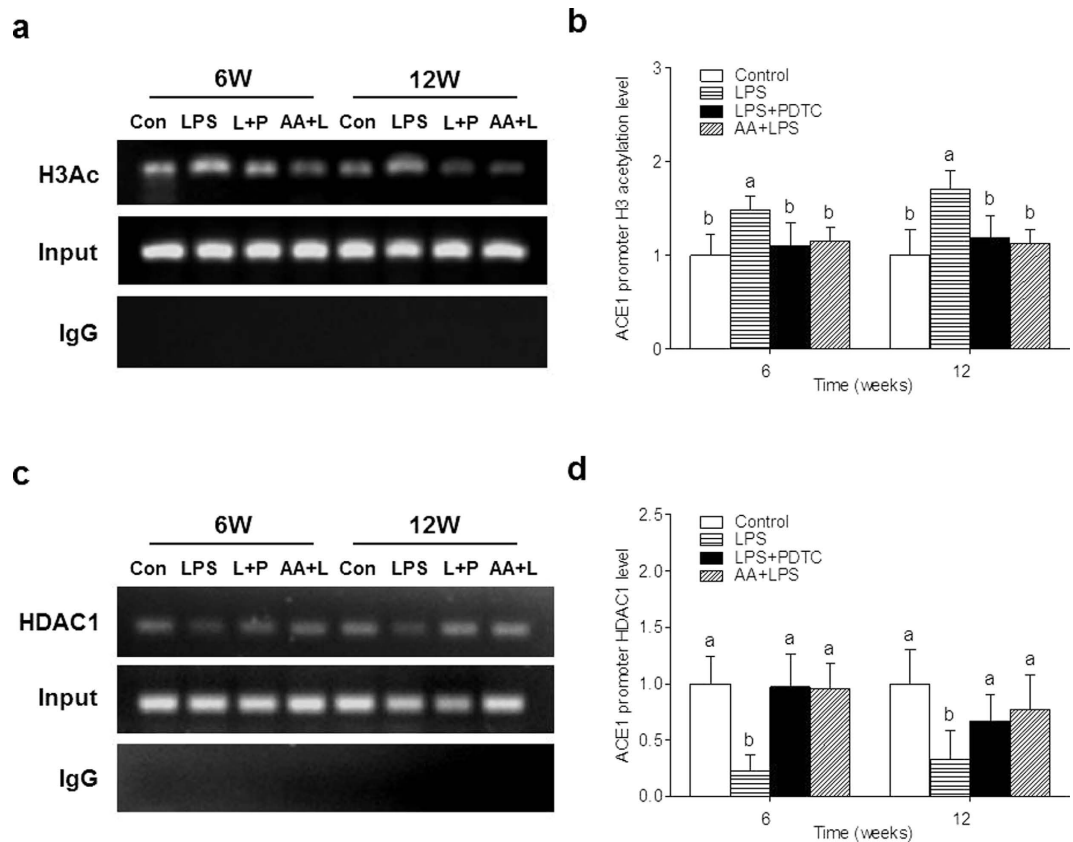 a
6W 12W
Con LPS L+P AA+L Con LPS L+P AA+L
H3Ac
Input
IgG
b
ACE1 promoter H3 acetylation level
3
2
1
0
Control
LPS
LPS+PDTC
AA+LPS
b a b b b a b b
6 12
Time (weeks)
c
6W 12W
Con LPS L+P AA+L Con LPS L+P AA+L
HDAC1
Input
IgG
d
ACE1 promoter HDAC1 level
2.5
2.0
1.5
1.0
0.5
0.0
Control
LPS
LPS+PDTC
AA+LPS
a b a a a b a a
6 12
Time (weeks)